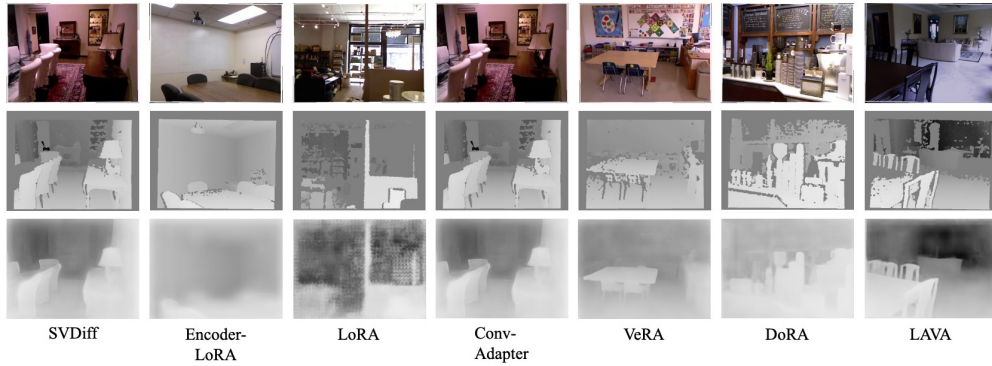 SVDiff
Encoder-
LoRA
LoRA
Conv-
Adapter
VeRA
DoRA
LAVA